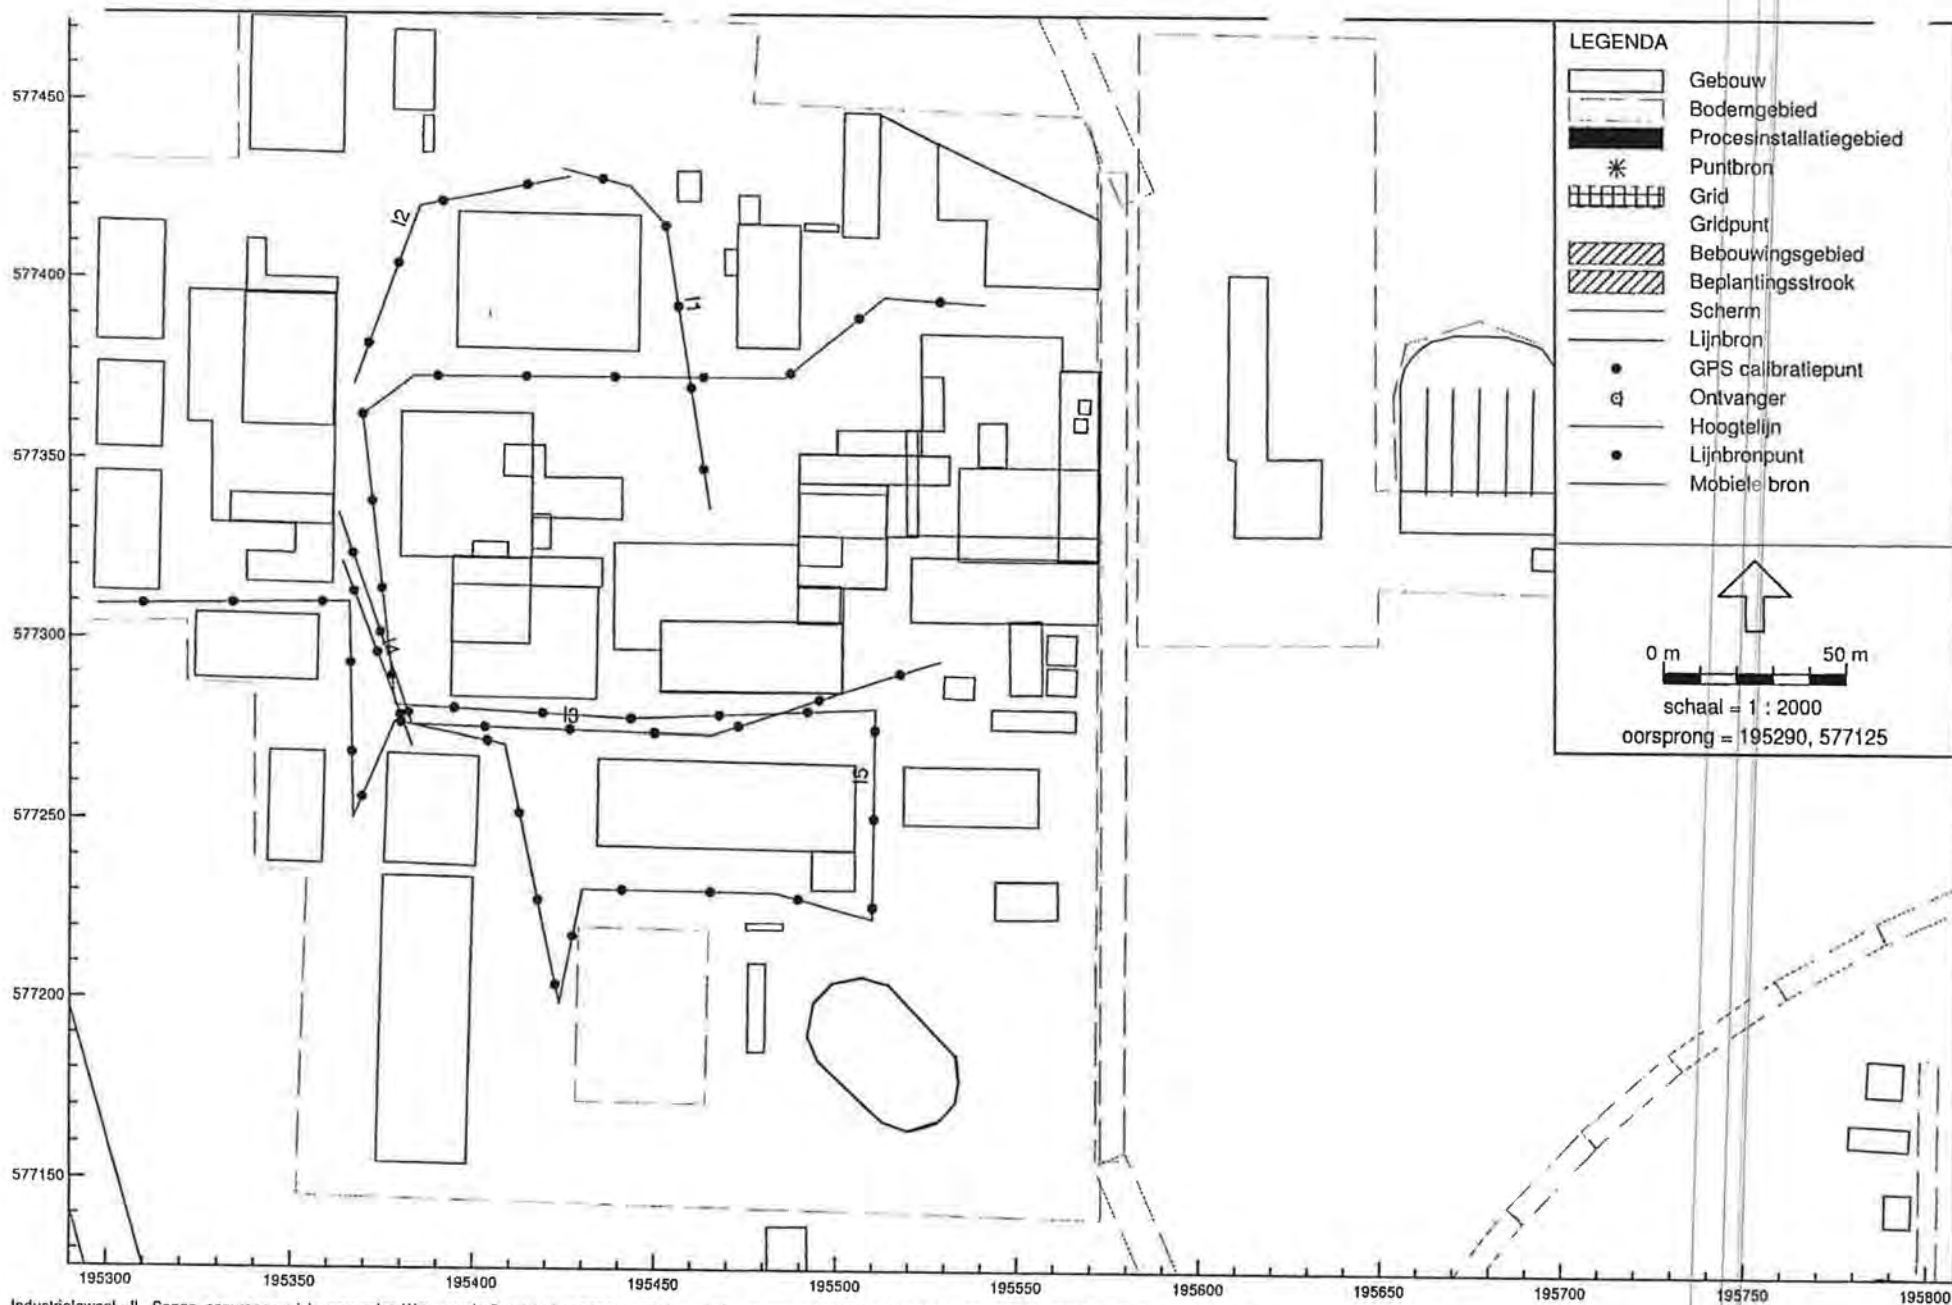 LEGENDA
Gebouw
Bodemgebied
Procesinstallatiegebied
Puntbron
Grid
Gridpunt
Bebouwingsgebied
Beplantingsstrook
Scherm
Lijnbron
GPS calibratiepunt
Ontvanger
Hoogtelijn
Lijnbronpunt
Mobiele bron
0 m 50 m
schaal = 1 : 2000
oorsprong = 195290, 577125
577450
577400
577350
577300
577250
577200
577150
l2
l1
l5
195300 195350 195400 195450 195500 195550 195600 195650 195700 195750 195800